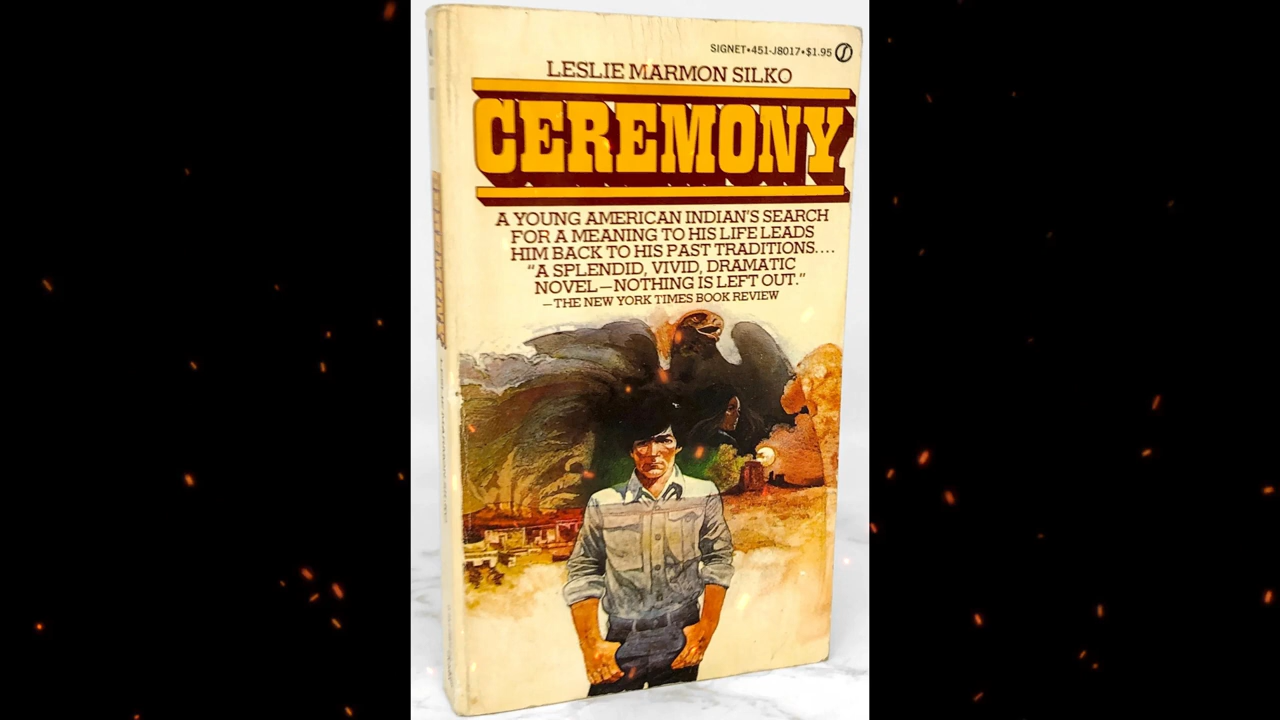 SIGNET•451-J8017•$1.95
LESLIE MARMON SILKO
CEREMONY
A YOUNG AMERICAN INDIAN'S SEARCH
FOR A MEANING TO HIS LIFE LEADS
HIM BACK TO HIS PAST TRADITIONS....
"A SPLENDID, VIVID, DRAMATIC
NOVEL—NOTHING IS LEFT OUT."
—THE NEW YORK TIMES BOOK REVIEW